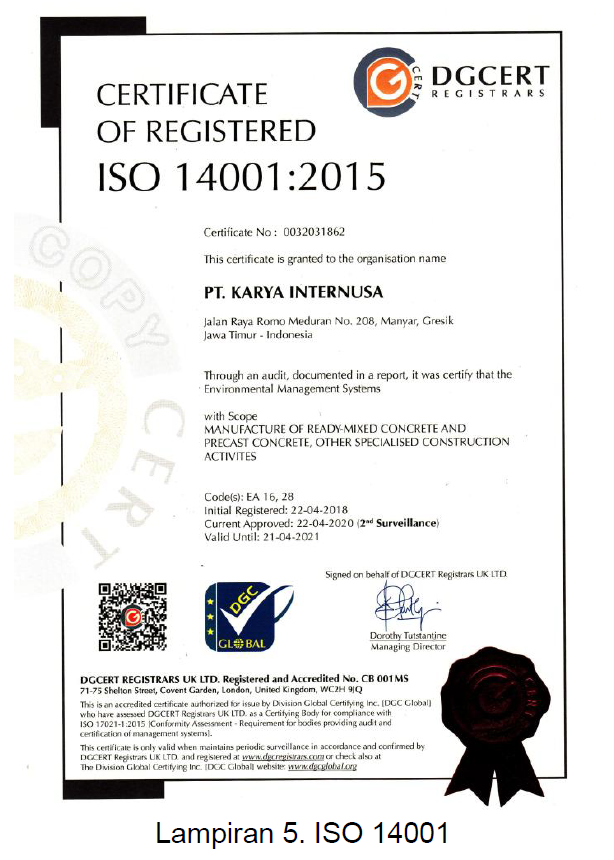 CERTIFICATE
OF REGISTERED
ISO 14001:2015
DGCERT
REGISTRARS
CERT
Certificate No : 0032031862
This certificate is granted to the organisation name
PT. KARYA INTERNUSA
Jalan Raya Romo Meduran No. 208, Manyar, Gresik
Jawa Timur - Indonesia
COPY
CERT
Through an audit, documented in a report, it was certify that the
Environmental Management Systems
with Scope
MANUFACTURE OF READY-MIXED CONCRETE AND
PRECAST CONCRETE, OTHER SPECIALISED CONSTRUCTION
ACTIVITES
Code(s): EA 16, 28
Initial Registered: 22-04-2018
Current Approved: 22-04-2020 (2nd Surveillance)
Valid Until: 21-04-2021
Signed on behalf of DGCERT Registrars UK LTD.
DGC
GLOBAL
Dorothy Tutstantine
Managing Director
DGCERT REGISTRARS UK LTD. Registered and Accredited No. CB 001 MS
71-75 Shelton Street, Covent Garden, London, United Kingdom, WC2H 9JQ
This is an accredited certificate authorized for issue by Division Global Certifying Inc. [DGC Global]
who have assessed DGCERT Registrars UK LTD. as a Certifying Body for compliance with
ISO 17021-1:2015 [Conformity Assessment - Requirement for bodies providing audit and
certification of management systems].
This certificate is only valid when maintains periodic surveillance in accordance and confirmed by
DGCERT Registrars UK LTD. and registered at www.dgcregistrars.com or check also at
The Division Global Certifying Inc. [DGC Global] website: www.dgcglobal.org
Lampiran 5. ISO 14001